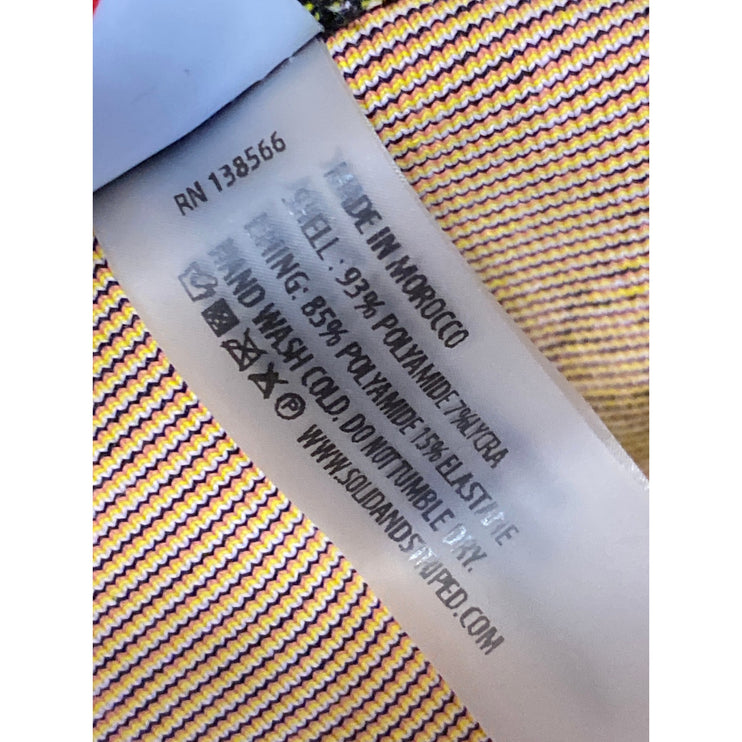 RN 138566
MADE IN MOROCCO
SHELL : 93% POLYAMIDE 7%LYCRA
LINING: 85% POLYAMIDE 15% ELASTANE
HAND WASH COLD. DO NOT TUMBLE DRY.
P
WWW.SOLIDANDSTRIPED.COM